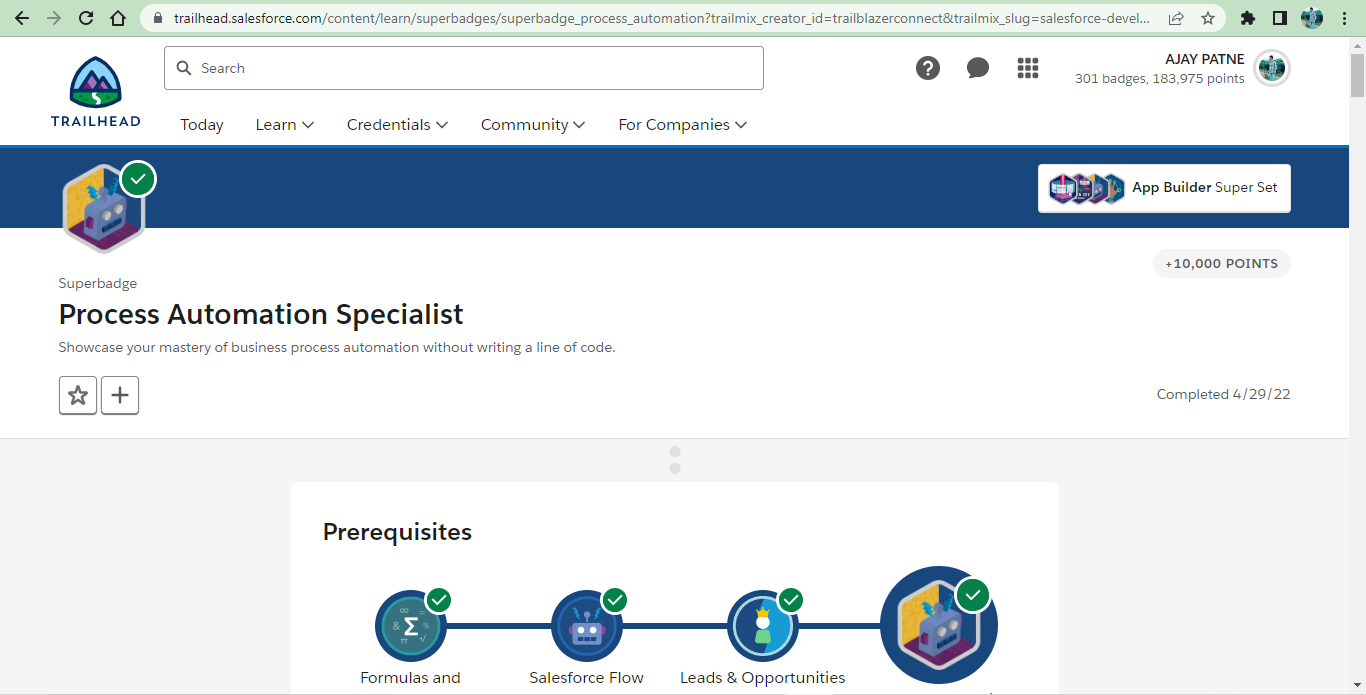 trailhead.salesforce.com/content/learn/superbadges/superbadge_process_automation?trailmix_creator_id=trailblazerconnect&trailmix_slug=salesforce-devel...
TRAILHEAD
Search
AJAY PATNE
301 badges, 183,975 points
Today Learn Credentials Community For Companies
App Builder Super Set
+10,000 POINTS
Superbadge
Process Automation Specialist
Showcase your mastery of business process automation without writing a line of code.
Completed 4/29/22
Prerequisites
Formulas and Salesforce Flow Leads & Opportunities